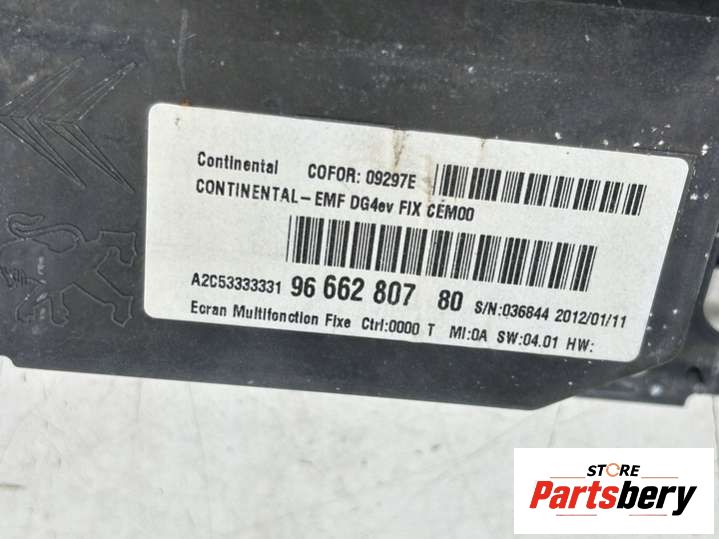 Continental COFOR: 09297E
CONTINENTAL-EMF DG4ev FIX CEM00
A2C53333331 96 662 807 80 S/N:036844 2012/01/11
Ecran Multifonction Fixe Ctrl:0000 T MI:0A SW:04.01 HW:
STORE
Partsbery